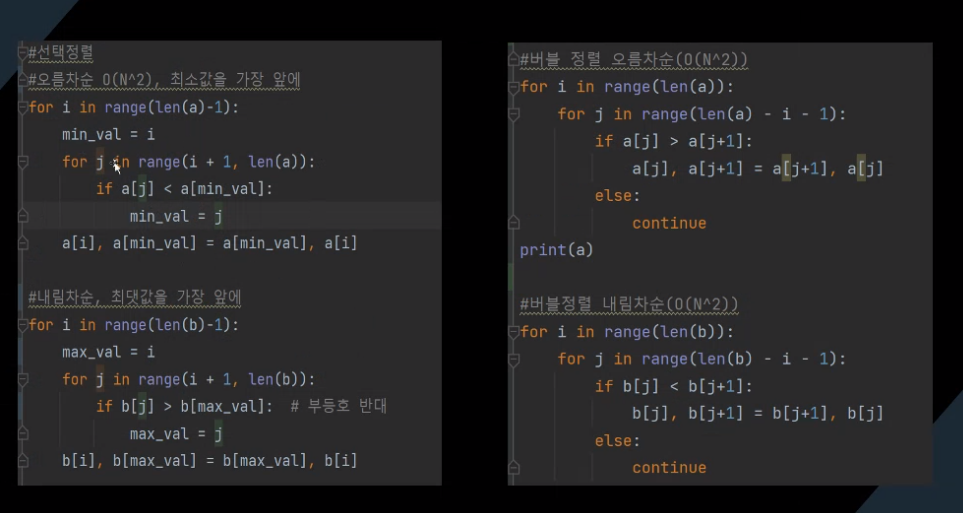 #선택정렬
#오름차순 O(N^2), 최소값을 가장 앞에
for i in range(len(a)-1):
    min_val = i
    for j in range(i + 1, len(a)):
        if a[j] < a[min_val]:
            min_val = j
    a[i], a[min_val] = a[min_val], a[i]

#내림차순, 최댓값을 가장 앞에
for i in range(len(b)-1):
    max_val = i
    for j in range(i + 1, len(b)):
        if b[j] > b[max_val]:  # 부등호 반대
            max_val = j
    b[i], b[max_val] = b[max_val], b[i]

#버블 정렬 오름차순(O(N^2))
for i in range(len(a)):
    for j in range(len(a) - i - 1):
        if a[j] > a[j+1]:
            a[j], a[j+1] = a[j+1], a[j]
        else:
            continue
print(a)

#버블정렬 내림차순(O(N^2))
for i in range(len(b)):
    for j in range(len(b) - i - 1):
        if b[j] < b[j+1]:
            b[j], b[j+1] = b[j+1], b[j]
        else:
            continue